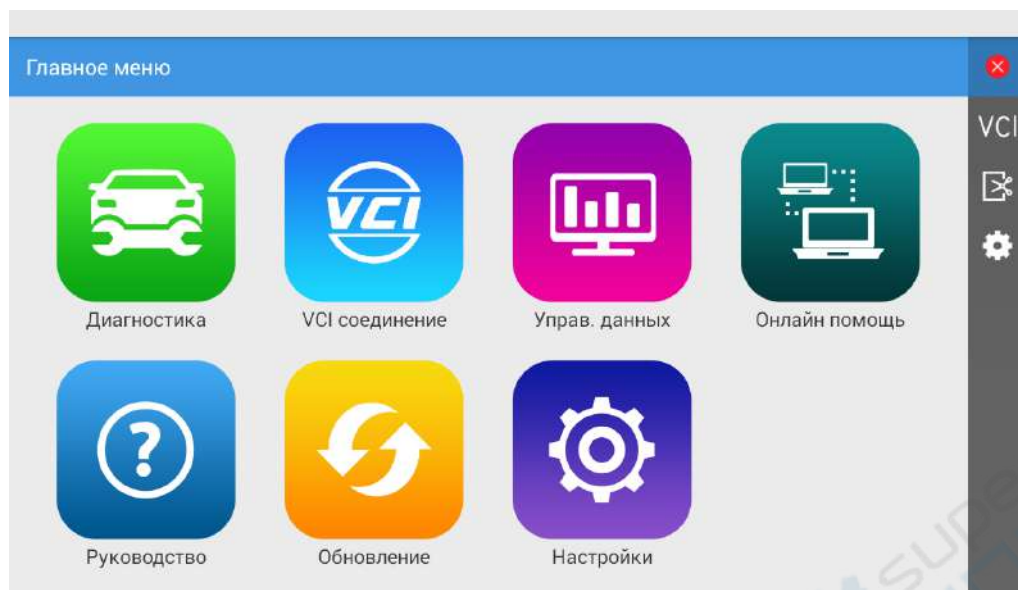 Главное меню
VCI
VCI
Диагностика
VCI соединение
Управ. данных
Онлайн помощь
?
Руководство
Обновление
Настройки